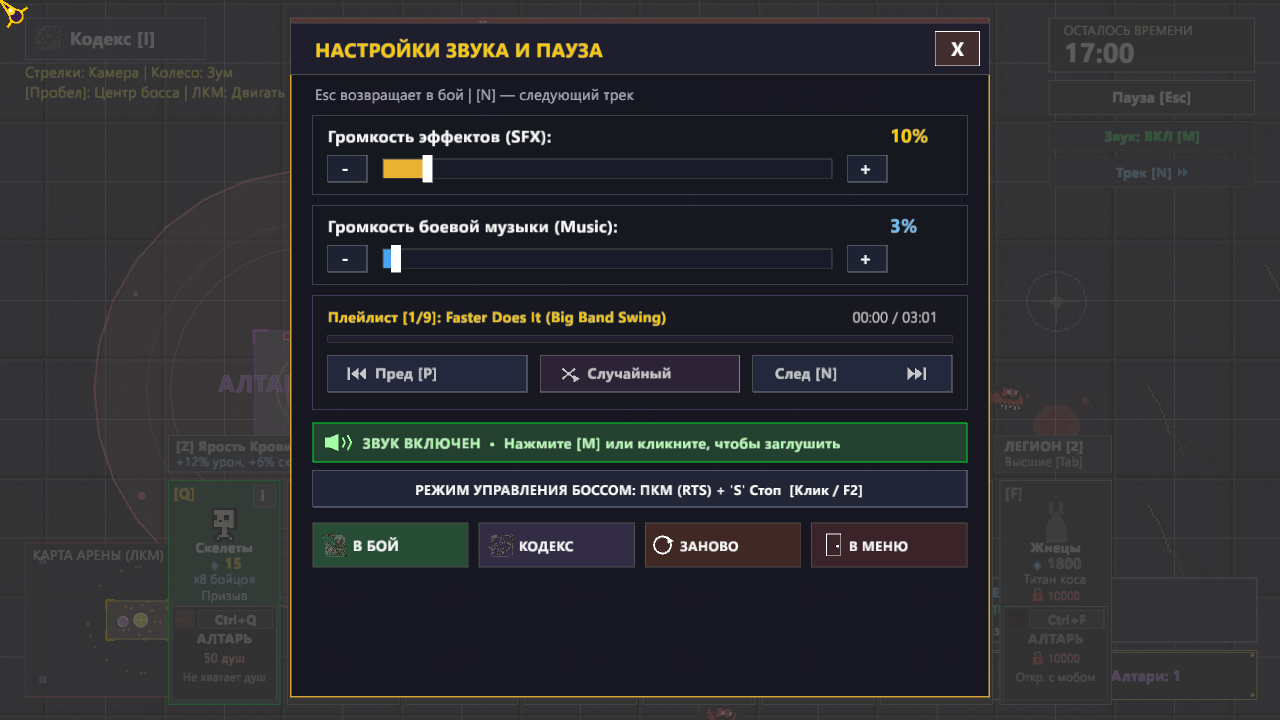 Кодекс [I]
Стрелки: Камера | Колесо: Зум
[Пробел]: Центр босса | ЛКМ: Двигать
ОСТАЛОСЬ ВРЕМЕНИ
17:00
Пауза [Esc]
Звук: ВКЛ [M]
Трек [N]
НАСТРОЙКИ ЗВУКА И ПАУЗА
X
Esc возвращает в бой | [N] — следующий трек
Громкость эффектов (SFX):
10%
-
+
Громкость боевой музыки (Music):
3%
-
+
Плейлист [1/9]: Faster Does It (Big Band Swing)
00:00 / 03:01
Пред [P]
Случайный
След [N]
ЗВУК ВКЛЮЧЕН • Нажмите [M] или кликните, чтобы заглушить
РЕЖИМ УПРАВЛЕНИЯ БОССОМ: ПКМ (RTS) + 'S' Стоп [Клик / F2]
В БОЙ
КОДЕКС
ЗАНОВО
В МЕНЮ
[Z] Ярость
+12% урон, +6%
ЛЕГИОН [2]
Высшие [Tab]
КАРТА АРЕНЫ (ЛКМ)
[Q]
i
Скелеты
15
x8 бойцов
Призыв
Ctrl+Q
АЛТАРЬ
50 душ
Не хватает душ
[F]
Жнецы
1800
Титан коса
10000
Ctrl+F
АЛТАРЬ
10000
Откр. с мобом
Алтари: 1